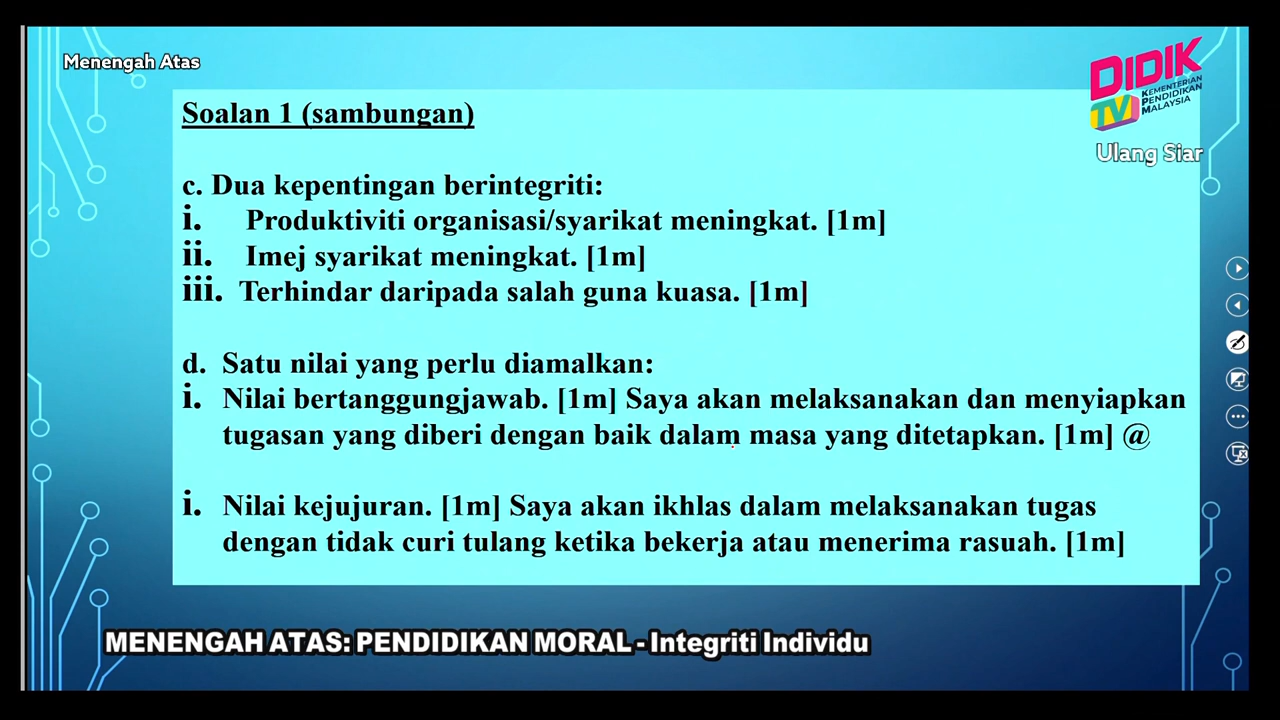 Menengah Atas
DIDIK
TV
KEMENTERIAN
PENDIDIKAN
MALAYSIA
Ulang Siar
Soalan 1 (sambungan)
c. Dua kepentingan berintegriti:
i. Produktiviti organisasi/syarikat meningkat. [1m]
ii. Imej syarikat meningkat. [1m]
iii. Terhindar daripada salah guna kuasa. [1m]
d. Satu nilai yang perlu diamalkan:
i. Nilai bertanggungjawab. [1m] Saya akan melaksanakan dan menyiapkan
tugasan yang diberi dengan baik dalam masa yang ditetapkan. [1m] @
i. Nilai kejujuran. [1m] Saya akan ikhlas dalam melaksanakan tugas
dengan tidak curi tulang ketika bekerja atau menerima rasuah. [1m]
MENENGAH ATAS: PENDIDIKAN MORAL - Integriti Individu